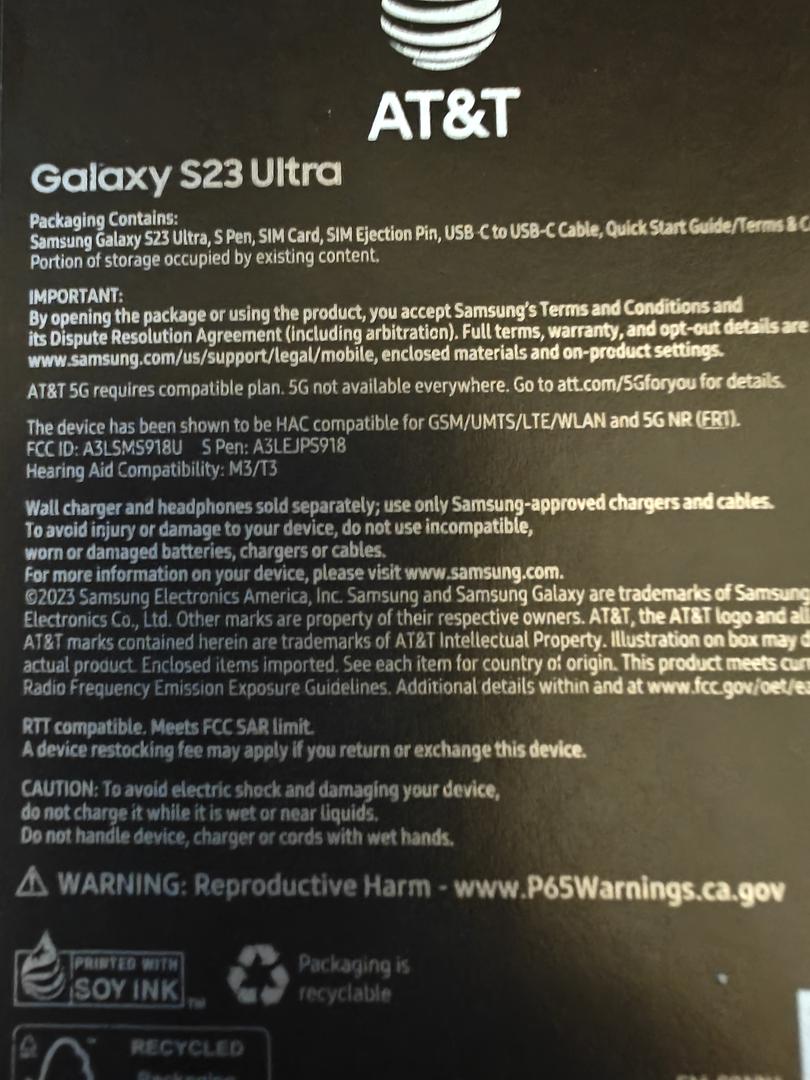 AT&T
Galaxy S23 Ultra
Packaging Contains:
Samsung Galaxy S23 Ultra, S Pen, SIM Card, SIM Ejection Pin, USB-C to USB-C Cable, Quick Start Guide/Terms & C
Portion of storage occupied by existing content.
IMPORTANT:
By opening the package or using the product, you accept Samsung's Terms and Conditions and
its Dispute Resolution Agreement (including arbitration). Full terms, warranty, and opt-out details are
www.samsung.com/us/support/legal/mobile, enclosed materials and on-product settings.
AT&T 5G requires compatible plan. 5G not available everywhere. Go to att.com/5Gforyou for details.
The device has been shown to be HAC compatible for GSM/UMTS/LTE/WLAN and 5G NR (FR1).
FCC ID: A3LSMS918U S Pen: A3LEJPS918
Hearing Aid Compatibility: M3/T3
Wall charger and headphones sold separately; use only Samsung-approved chargers and cables.
To avoid injury or damage to your device, do not use incompatible,
worn or damaged batteries, chargers or cables.
For more information on your device, please visit www.samsung.com.
©2023 Samsung Electronics America, Inc. Samsung and Samsung Galaxy are trademarks of Samsung
Electronics Co., Ltd. Other marks are property of their respective owners. AT&T, the AT&T logo and all
AT&T marks contained herein are trademarks of AT&T Intellectual Property. Illustration on box may d
actual product. Enclosed items imported. See each item for country of origin. This product meets cur
Radio Frequency Emission Exposure Guidelines. Additional details within and at www.fcc.gov/oet/ea
RTT compatible. Meets FCC SAR limit.
A device restocking fee may apply if you return or exchange this device.
CAUTION: To avoid electric shock and damaging your device,
do not charge it while it is wet or near liquids.
Do not handle device, charger or cords with wet hands.
⚠ WARNING: Reproductive Harm - www.P65Warnings.ca.gov
PRINTED WITH
SOY INK™
Packaging is
recyclable
RECYCLED
Packaging